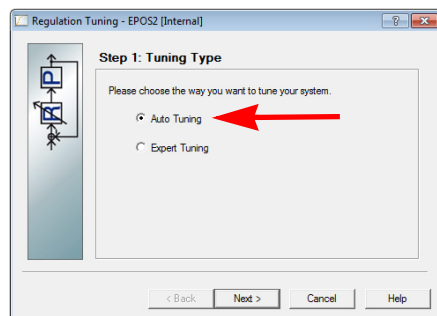 Regulation Tuning - EPOS2 [Internal]
P
R
Step 1: Tuning Type
Please choose the way you want to tune your system.
Auto Tuning
Expert Tuning
< Back Next > Cancel Help